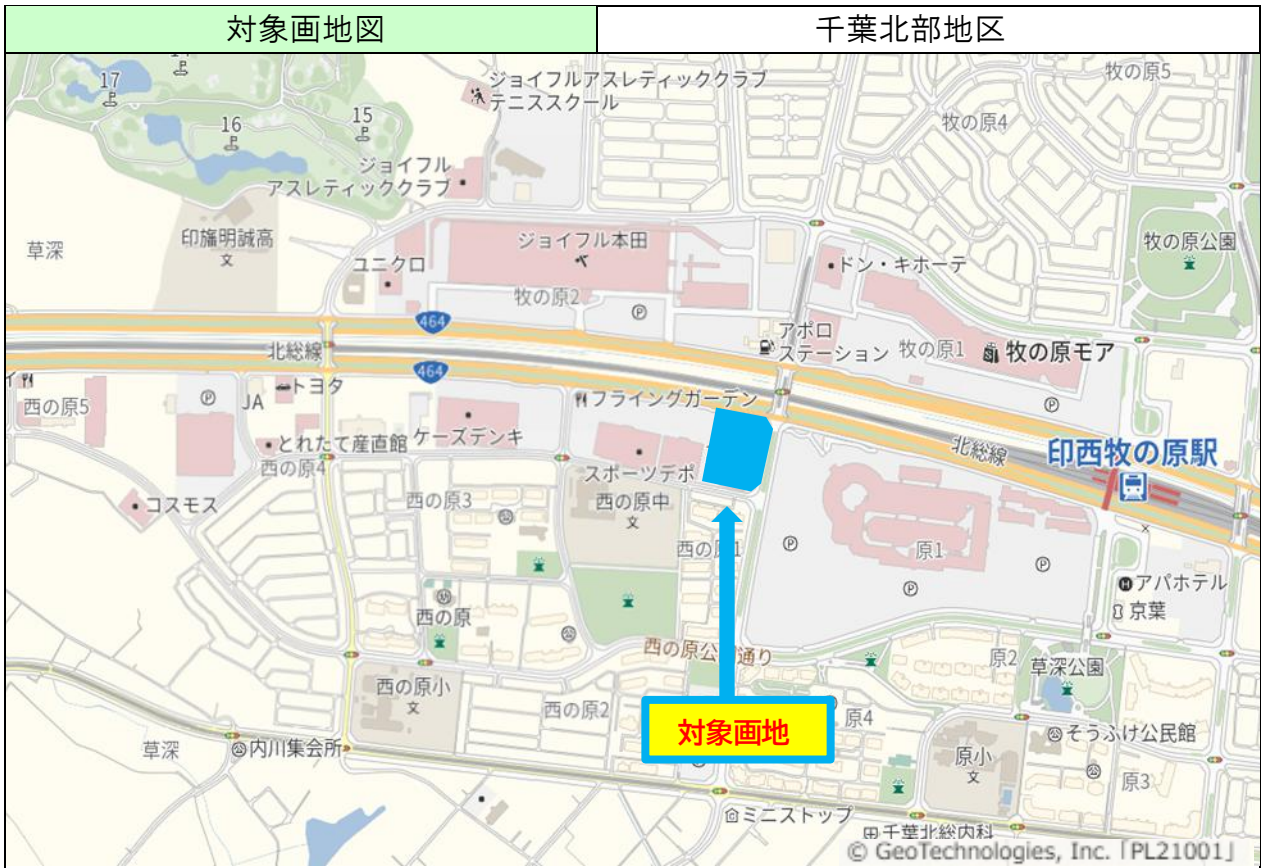 対象画地図
千葉北部地区
17
16
15
ジョイフルアスレティッククラブ
テニススクール
牧の原5
牧の原4
ジョイフル
アスレティッククラブ
草深
印旛明誠高
文
ユニクロ
ジョイフル本田
牧の原2
ドン・キホーテ
牧の原公園
464
北総線
464
アポロ
ステーション
牧の原1
牧の原モア
西の原5
JA
トヨタ
とれたて産直館
西の原4
ケーズデンキ
フライングガーデン
スポーツデポ
北総線
印西牧の原駅
コスモス
西の原3
西の原中
文
原1
アパホテル
京葉
西の原
西の原小
文
西の原2
原2
草深公園
対象画地
原4
草深
内川集会所
原小
文
そうふけ公民館
原3
ミニストップ
千葉北総内科
© GeoTechnologies, Inc.「PL21001」